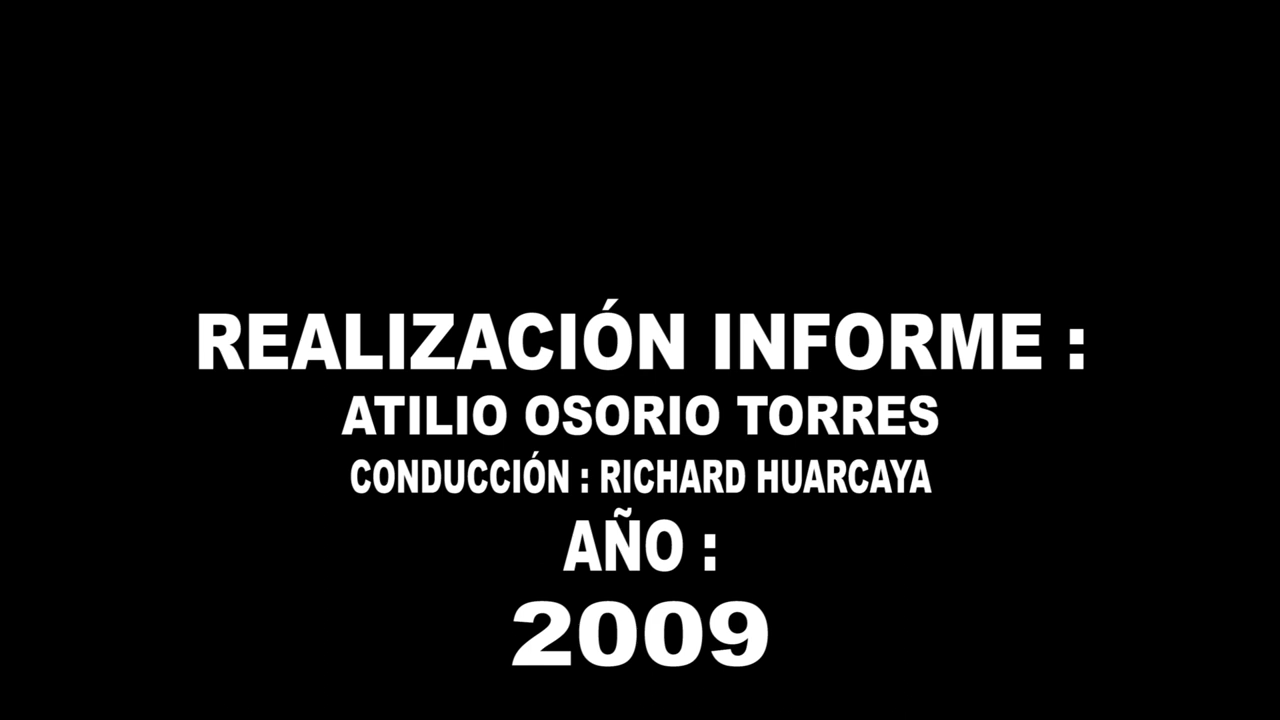 REALIZACIÓN INFORME :
ATILIO OSORIO TORRES
CONDUCCIÓN : RICHARD HUARCAYA
AÑO :
2009